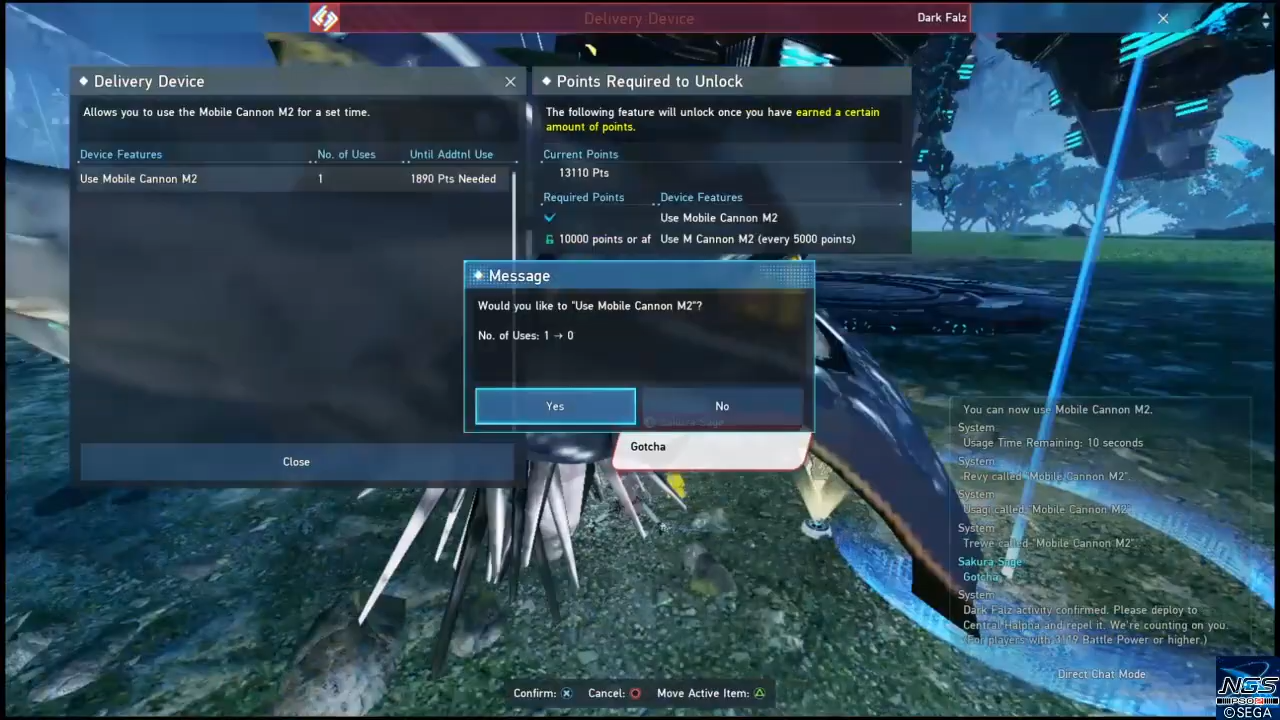 Delivery Device
Dark Falz
Delivery Device
Allows you to use the Mobile Cannon M2 for a set time.
Device Features No. of Uses Until Addtnl Use
Use Mobile Cannon M2 1 1890 Pts Needed
Close
Points Required to Unlock
The following feature will unlock once you have earned a certain
amount of points.
Current Points
13110 Pts
Required Points Device Features
Use Mobile Cannon M2
10000 points or af Use M Cannon M2 (every 5000 points)
Message
Would you like to "Use Mobile Cannon M2"?
No. of Uses: 1 → 0
Yes No
Sakura Sage
Gotcha
You can now use Mobile Cannon M2.
System
Usage Time Remaining: 10 seconds
System
Revy called "Mobile Cannon M2".
System
Usagi called "Mobile Cannon M2".
System
Trewe called "Mobile Cannon M2".
Sakura Sage
Gotcha
System
Dark Falz activity confirmed. Please deploy to
Central Halpha and repel it. We're counting on you.
(For players with 3119 Battle Power or higher.)
Direct Chat Mode
Confirm: Cancel: Move Active Item:
NGS
PSO2
©SEGA